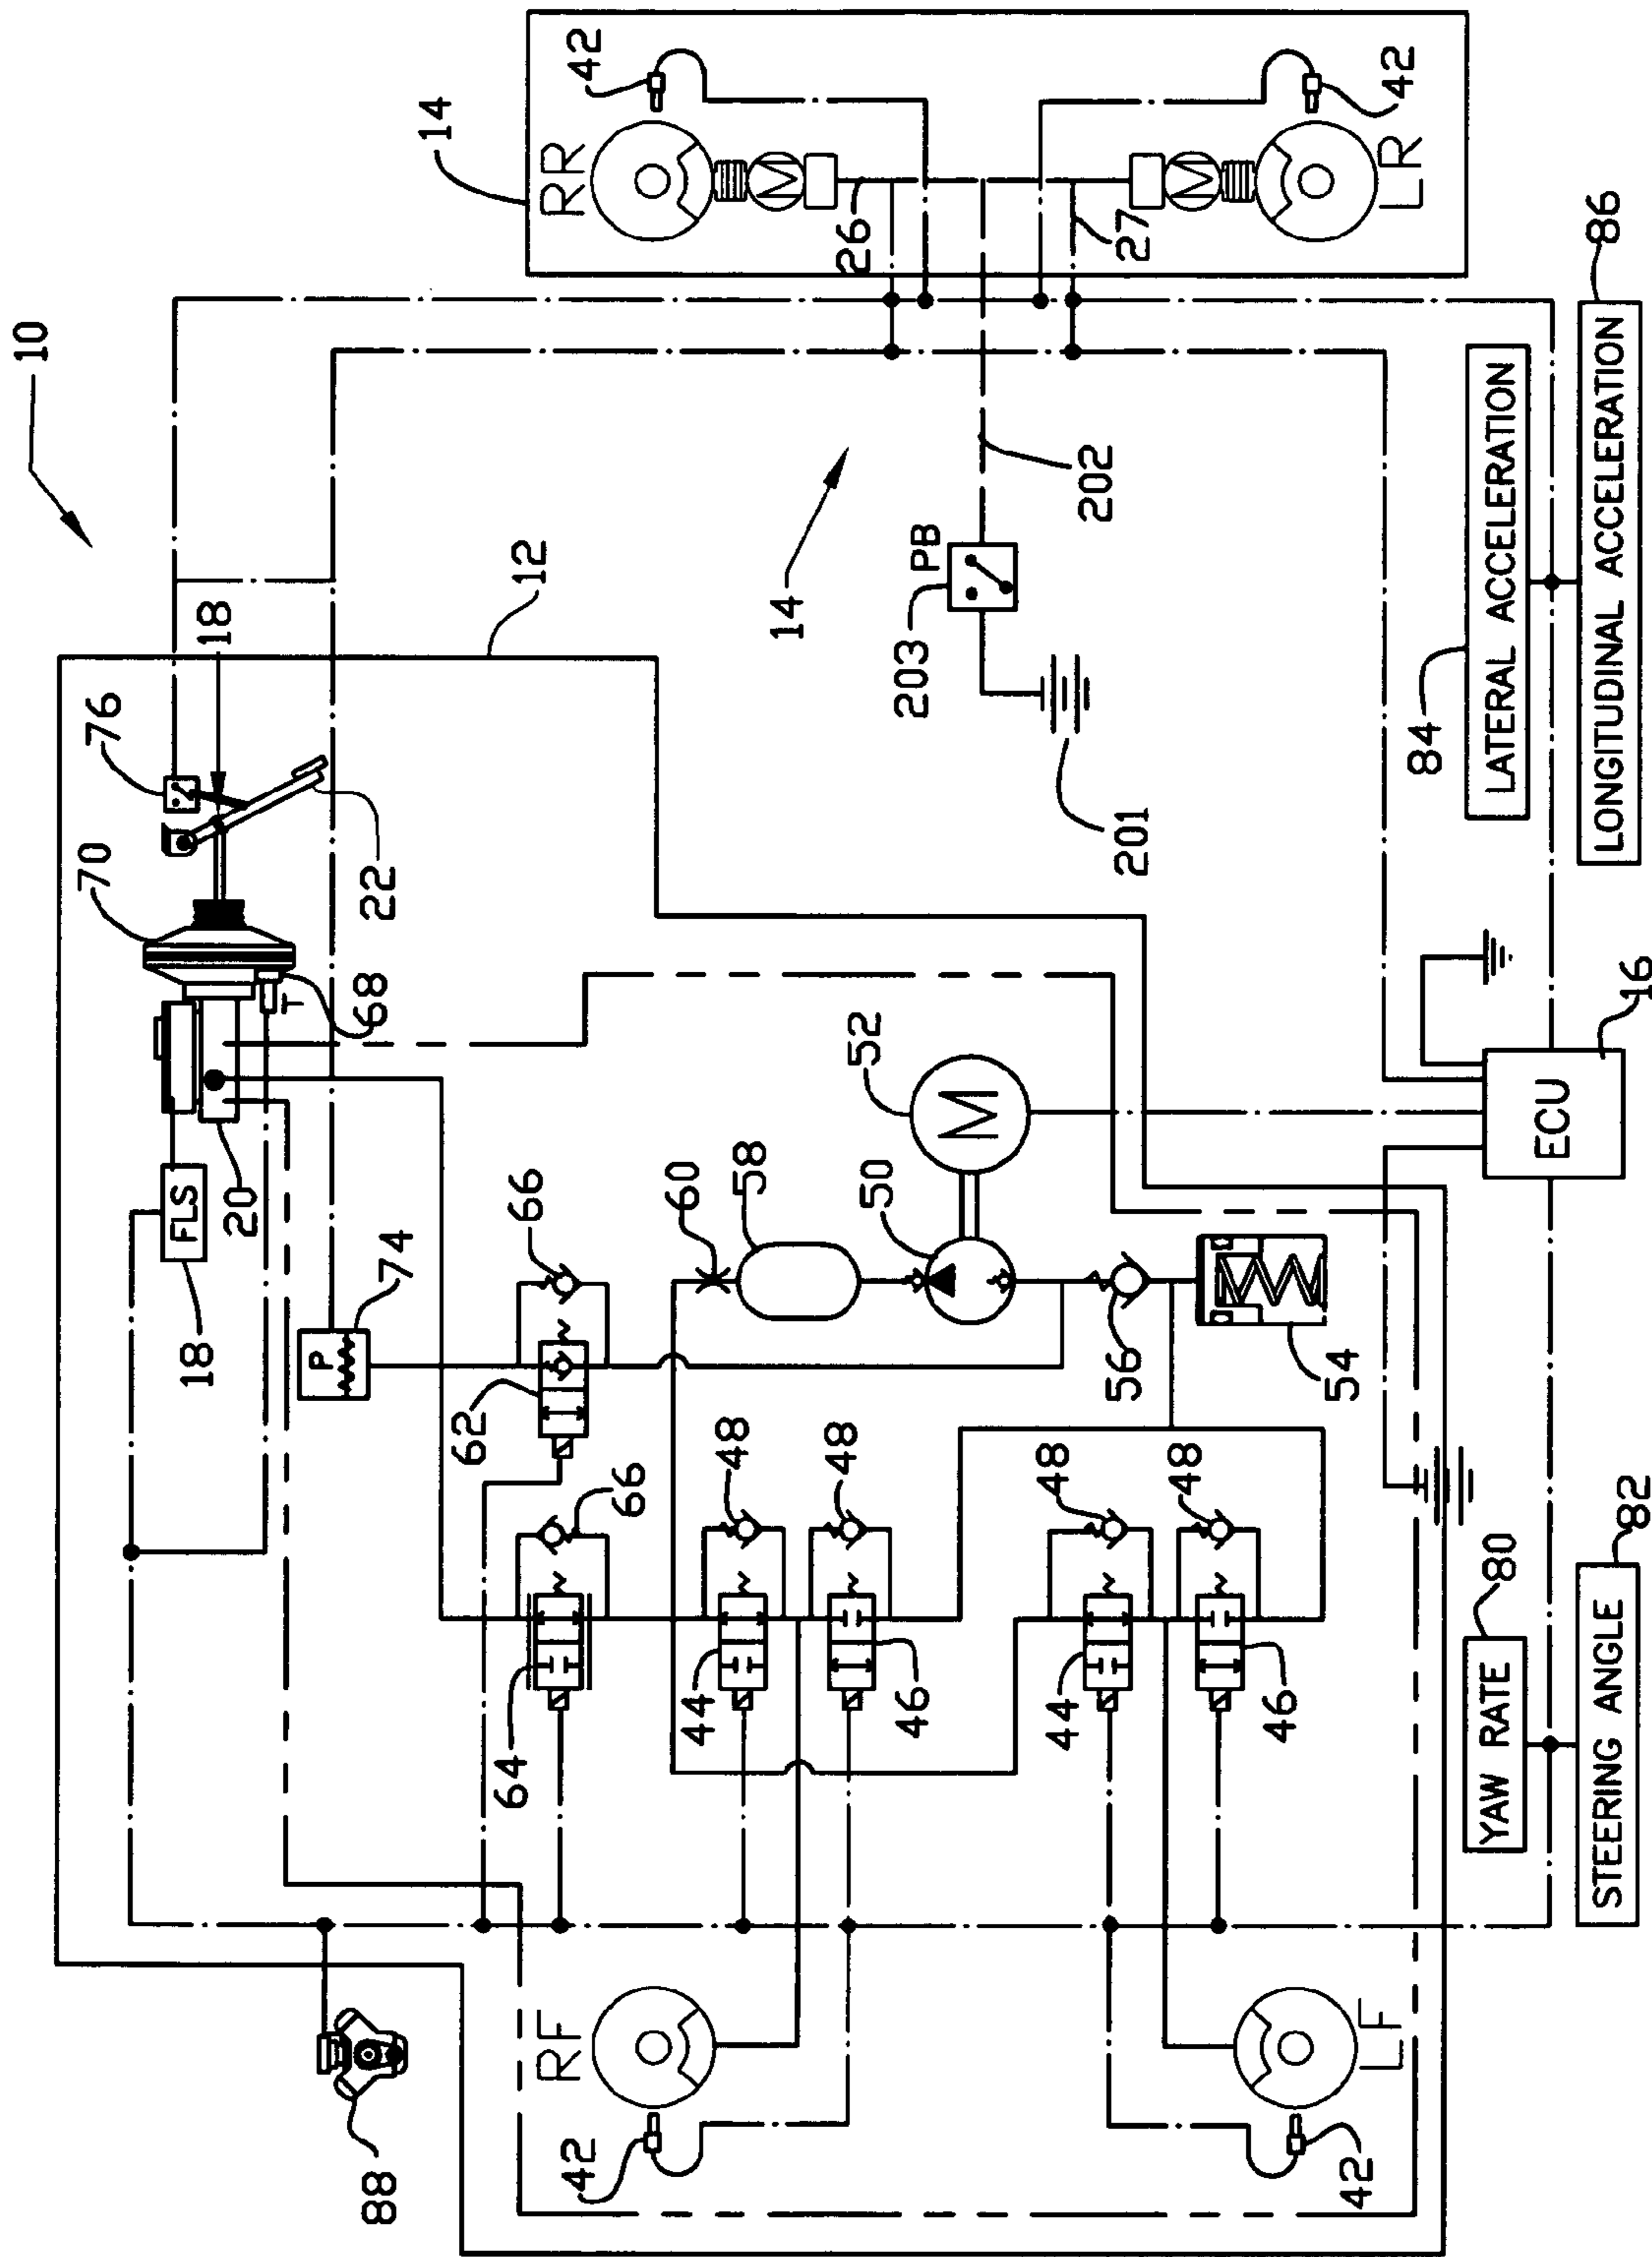 10
76
70
18
FLS
18
20
T
P
74
68
22
88
14
62
66
12
64
RF
42
RR
42
66
44
60
48
58
M
14
48
50
52
26
46
203
PB
M
44
48
56
202
27
M
48
201
46
54
42
LF
42
LR
84
YAW RATE
80
LATERAL ACCELERATION
ECU
STEERING ANGLE
82
16
LONGITUDINAL ACCELERATION
86